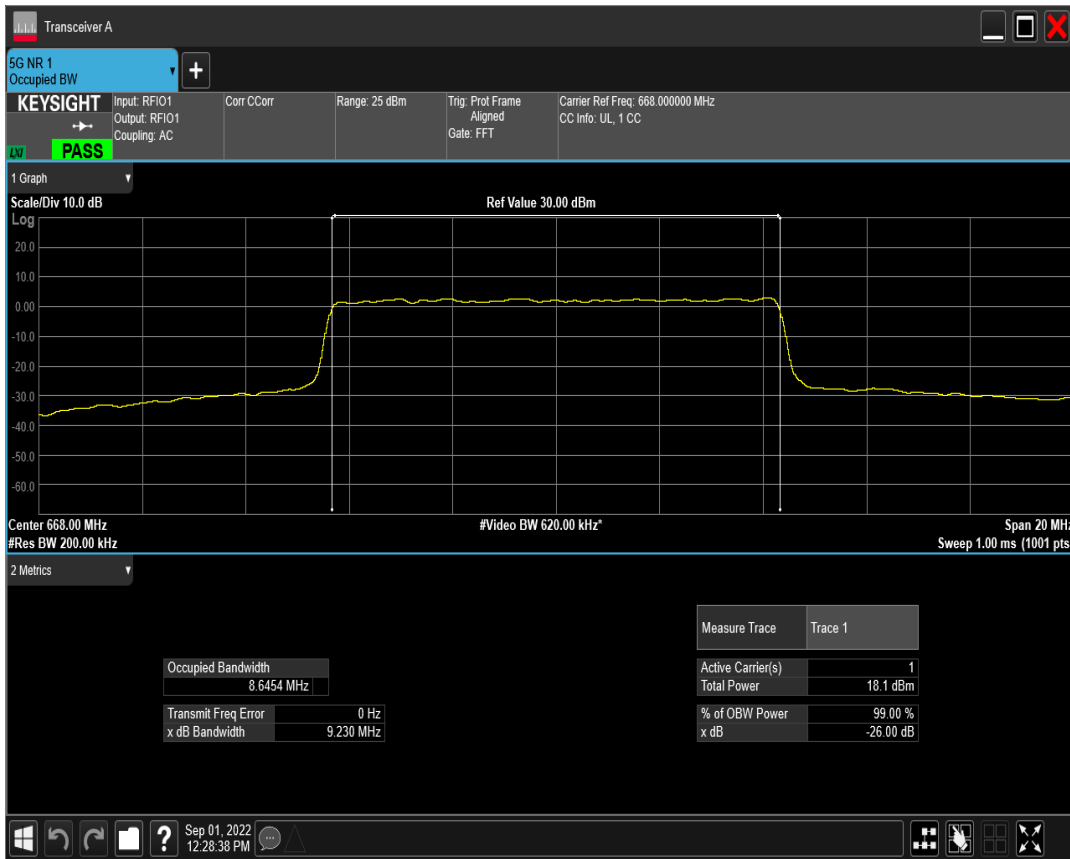 Transceiver A
5G NR 1
Occupied BW
KEYSIGHT
LXI
PASS
Input: RFIO1
Output: RFIO1
Coupling: AC
Corr CCorr
Range: 25 dBm
Trig: Prot Frame
Aligned
Gate: FFT
Carrier Ref Freq: 668.000000 MHz
CC Info: UL, 1 CC
1 Graph
Scale/Div 10.0 dB
Ref Value 30.00 dBm
Log
20.0
10.0
0.00
-10.0
-20.0
-30.0
-40.0
-50.0
-60.0
Center 668.00 MHz
#Video BW 620.00 kHz*
Span 20 MHz
#Res BW 200.00 kHz
Sweep 1.00 ms (1001 pts
2 Metrics
Measure Trace Trace 1
Occupied Bandwidth
8.6454 MHz
Active Carrier(s) 1
Total Power 18.1 dBm
Transmit Freq Error 0 Hz
x dB Bandwidth 9.230 MHz
% of OBW Power 99.00 %
x dB -26.00 dB
Sep 01, 2022
12:28:38 PM